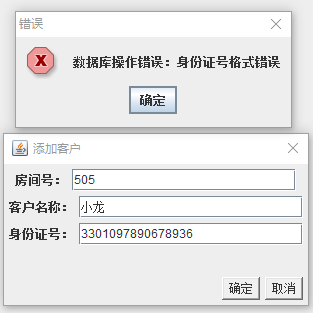 错误
数据库操作错误：身份证号格式错误
确定
添加客户
房间号： 505
客户名称： 小龙
身份证号： 3301097890678936
确定 取消